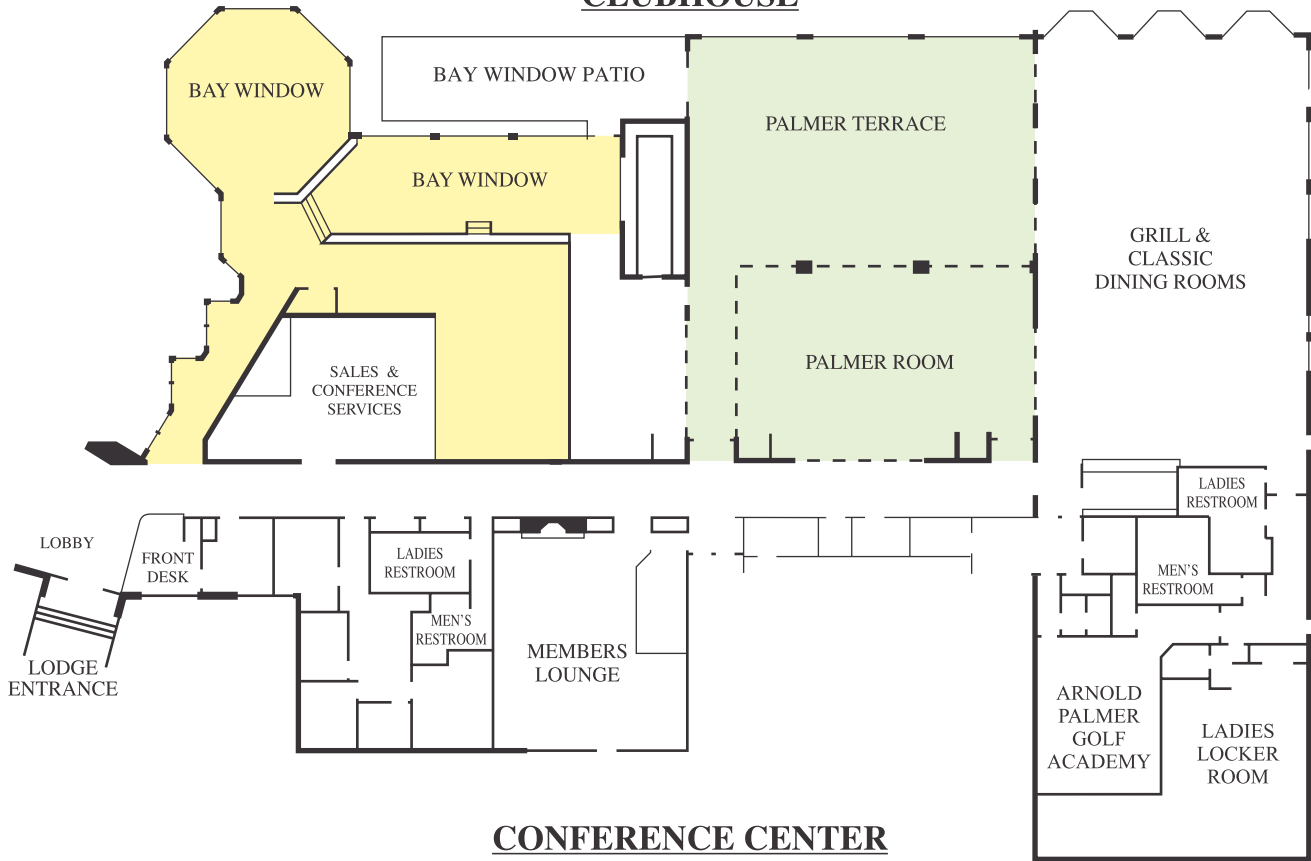 CLUBHOUSE
BAY WINDOW PATIO
BAY WINDOW
PALMER TERRACE
BAY WINDOW
GRILL &
CLASSIC
DINING ROOMS
PALMER ROOM
SALES &
CONFERENCE
SERVICES
LADIES
RESTROOM
LOBBY
FRONT
DESK
LADIES
RESTROOM
MEN'S
RESTROOM
MEN'S
RESTROOM
MEMBERS
LOUNGE
LODGE
ENTRANCE
ARNOLD
PALMER
GOLF
ACADEMY
LADIES
LOCKER
ROOM
CONFERENCE CENTER